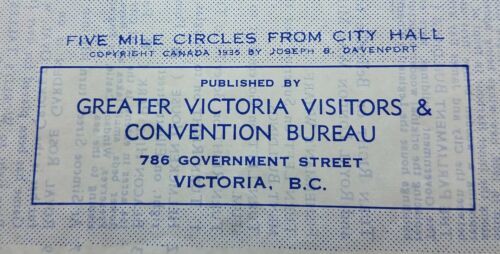 FIVE MILE CIRCLES FROM CITY HALL
COPYRIGHT CANADA 1935 BY JOSEPH B. DAVENPORT
PUBLISHED BY
GREATER VICTORIA VISITORS &
CONVENTION BUREAU
786 GOVERNMENT STREET
VICTORIA, B.C.